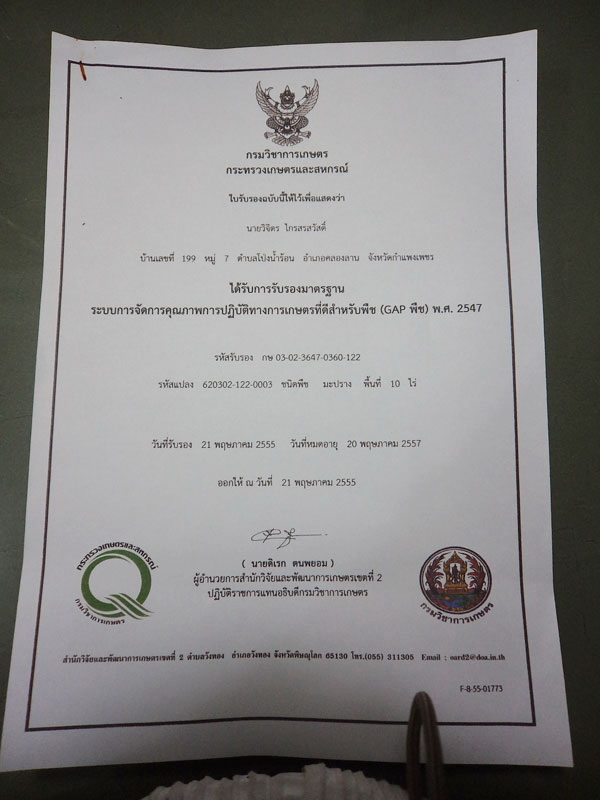 กรมวิชาการเกษตร
กระทรวงเกษตรและสหกรณ์
ใบรับรองฉบับนี้ให้ไว้เพื่อแสดงว่า
นายวิจิตร ไกรสรสวัสดิ์
บ้านเลขที่ 199 หมู่ 7 ตำบลโป่งน้ำร้อน อำเภอคลองลาน จังหวัดกำแพงเพชร
ได้รับการรับรองมาตรฐาน
ระบบการจัดการคุณภาพการปฏิบัติทางการเกษตรที่ดีสำหรับพืช (GAP พืช) พ.ศ. 2547
รหัสรับรอง กษ 03-02-3647-0360-122
รหัสแปลง 620302-122-0003 ชนิดพืช มะปราง พื้นที่ 10 ไร่
วันที่รับรอง 21 พฤษภาคม 2555 วันที่หมดอายุ 20 พฤษภาคม 2557
ออกให้ ณ วันที่ 21 พฤษภาคม 2555
( นายดิเรก ตนพยอม )
ผู้อำนวยการสำนักวิจัยและพัฒนาการเกษตรเขตที่ 2
ปฏิบัติราชการแทนอธิบดีกรมวิชาการเกษตร
กระทรวงเกษตรและสหกรณ์
กรมวิชาการเกษตร
กรมวิชาการเกษตร
สำนักวิจัยและพัฒนาการเกษตรเขตที่ 2 ตำบลวังทอง อำเภอวังทอง จังหวัดพิษณุโลก 65130 โทร.(055) 311305 Email : oard2@doa.in.th
F-8-55-01773